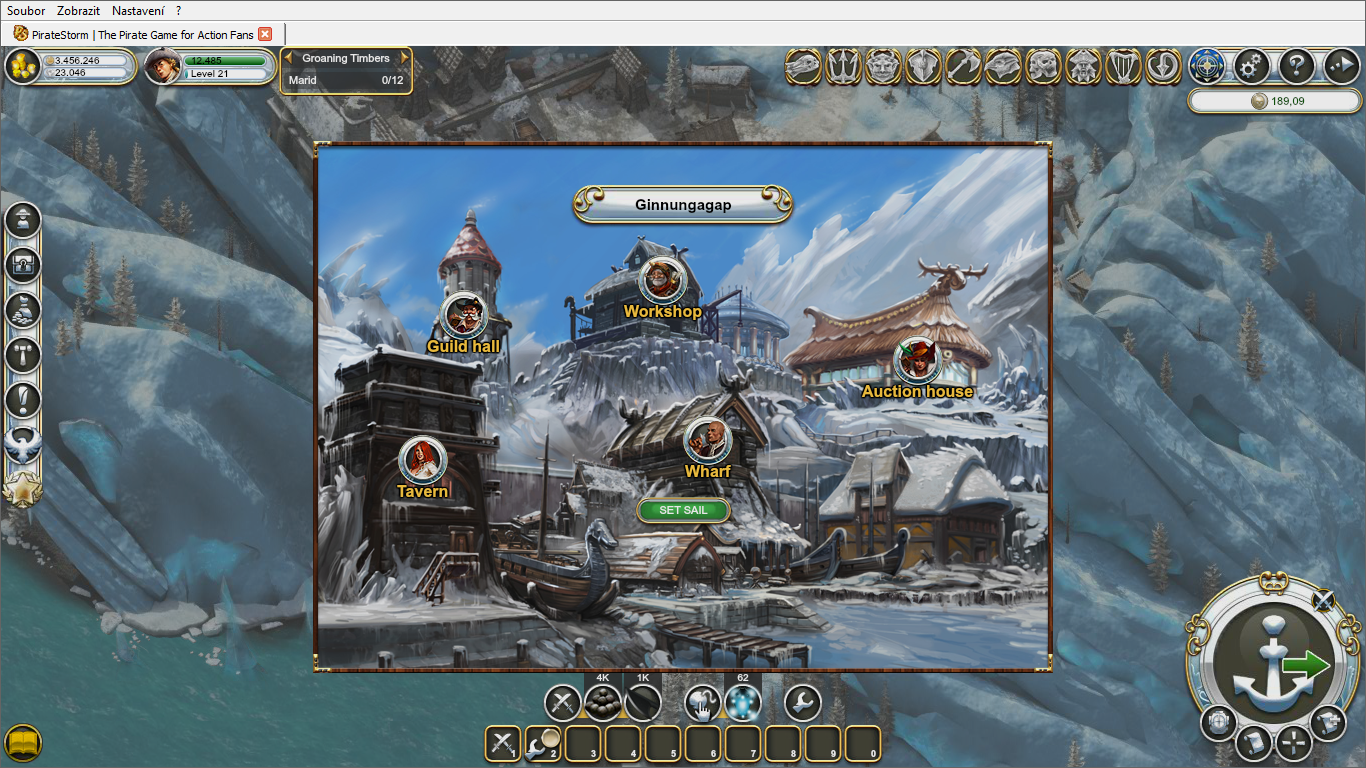 Soubor Zobrazit Nastavení ?
PirateStorm | The Pirate Game for Action Fans
3.456.246
23,046
12.485
Level 21
Groaning Timbers
Marid 0/12
189,09
Ginnungagap
Workshop
Guild hall
Auction house
Wharf
Tavern
SET SAIL
4K 1K 62
1 2 3 4 5 6 7 8 9 0